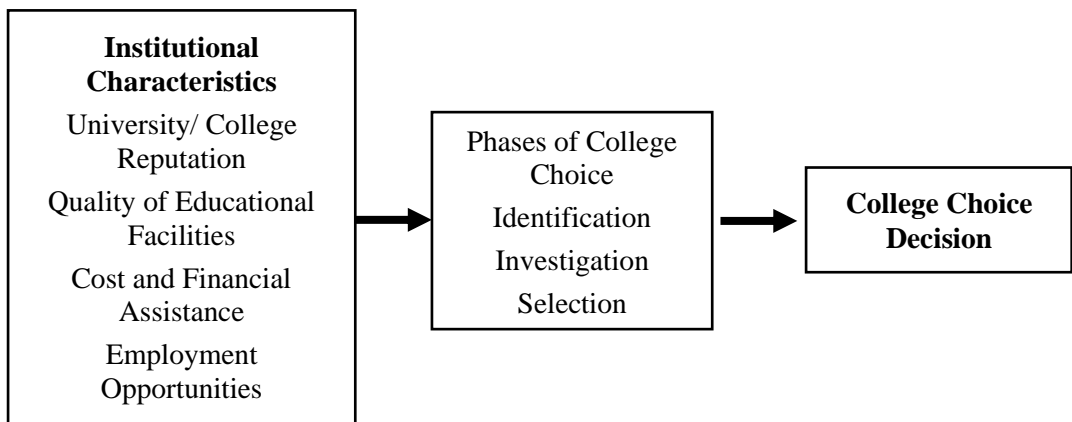 Institutional
Characteristics
University/ College
Reputation
Quality of Educational
Facilities
Cost and Financial
Assistance
Employment
Opportunities
Phases of College
Choice
Identification
Investigation
Selection
College Choice
Decision